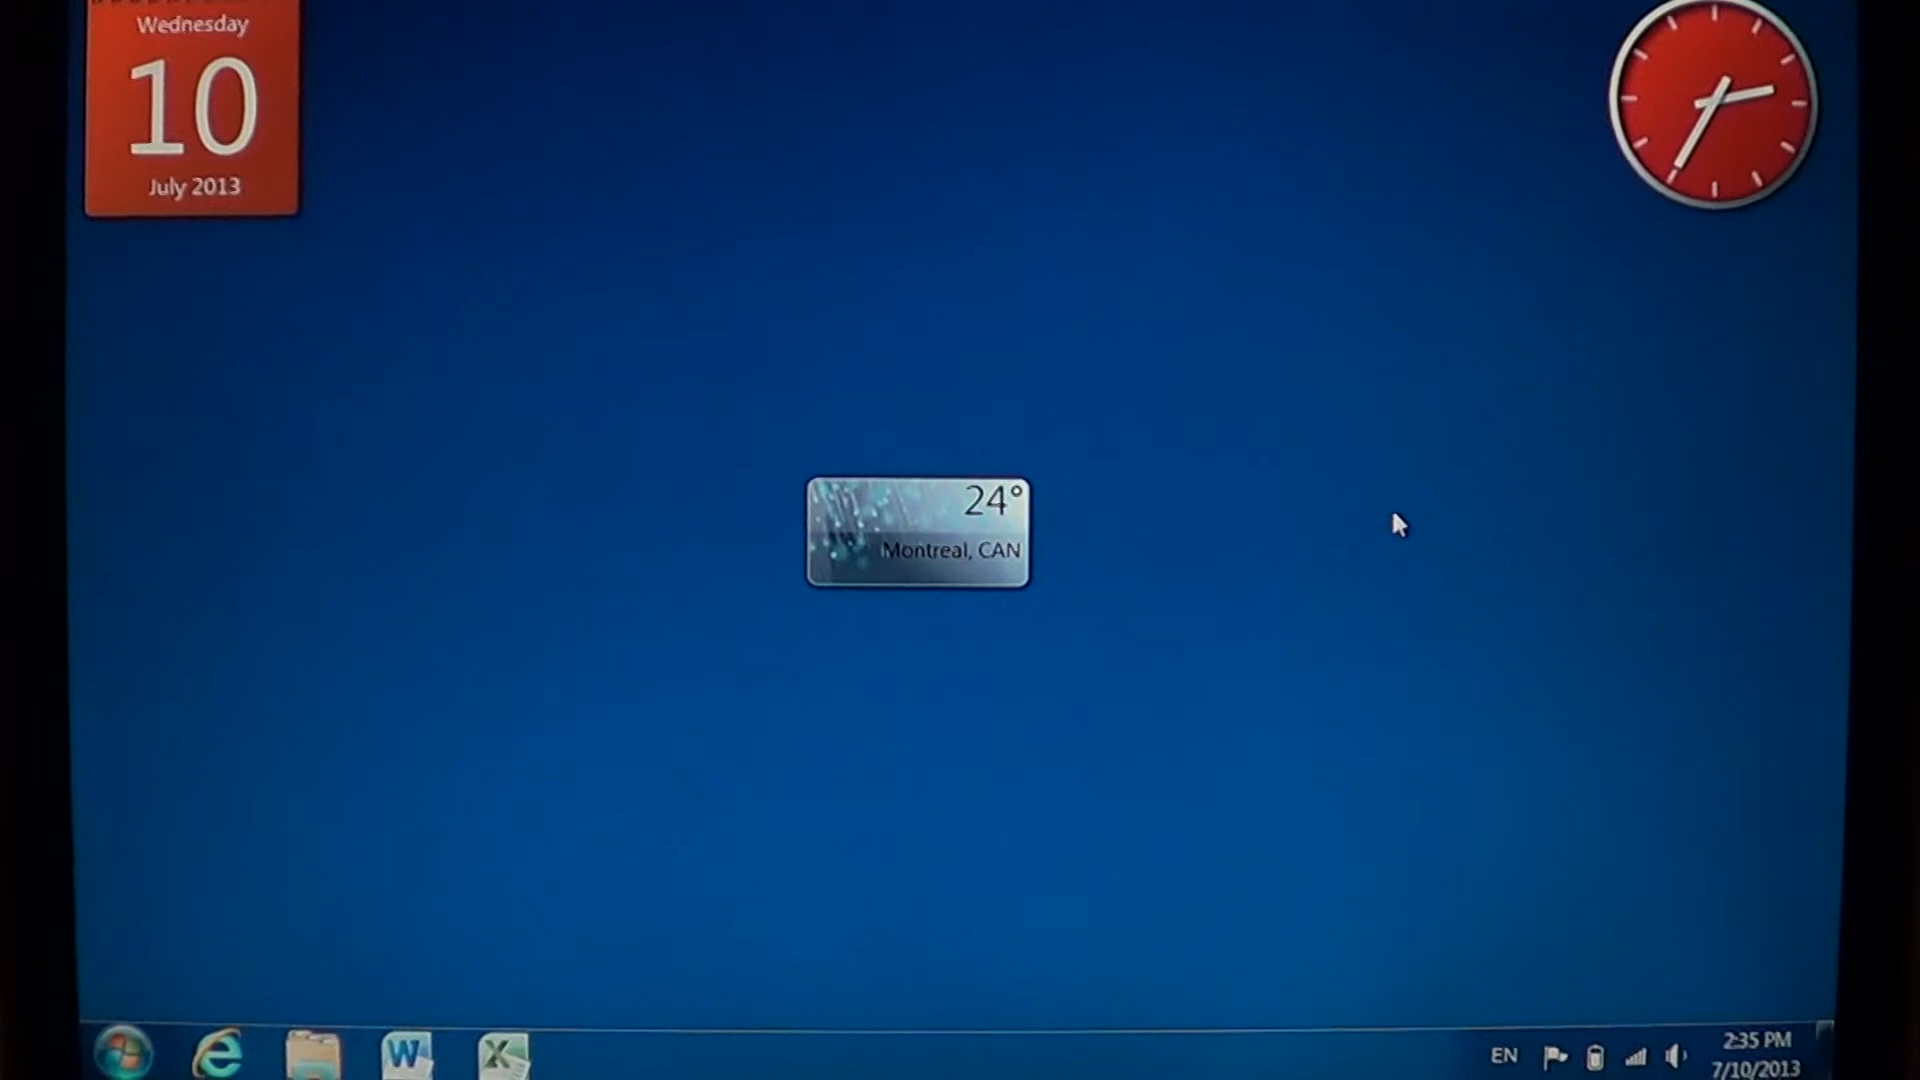 Wednesday
10
July 2013
24°
Montreal, CAN
W
X
EN
2:35 PM
7/10/2013